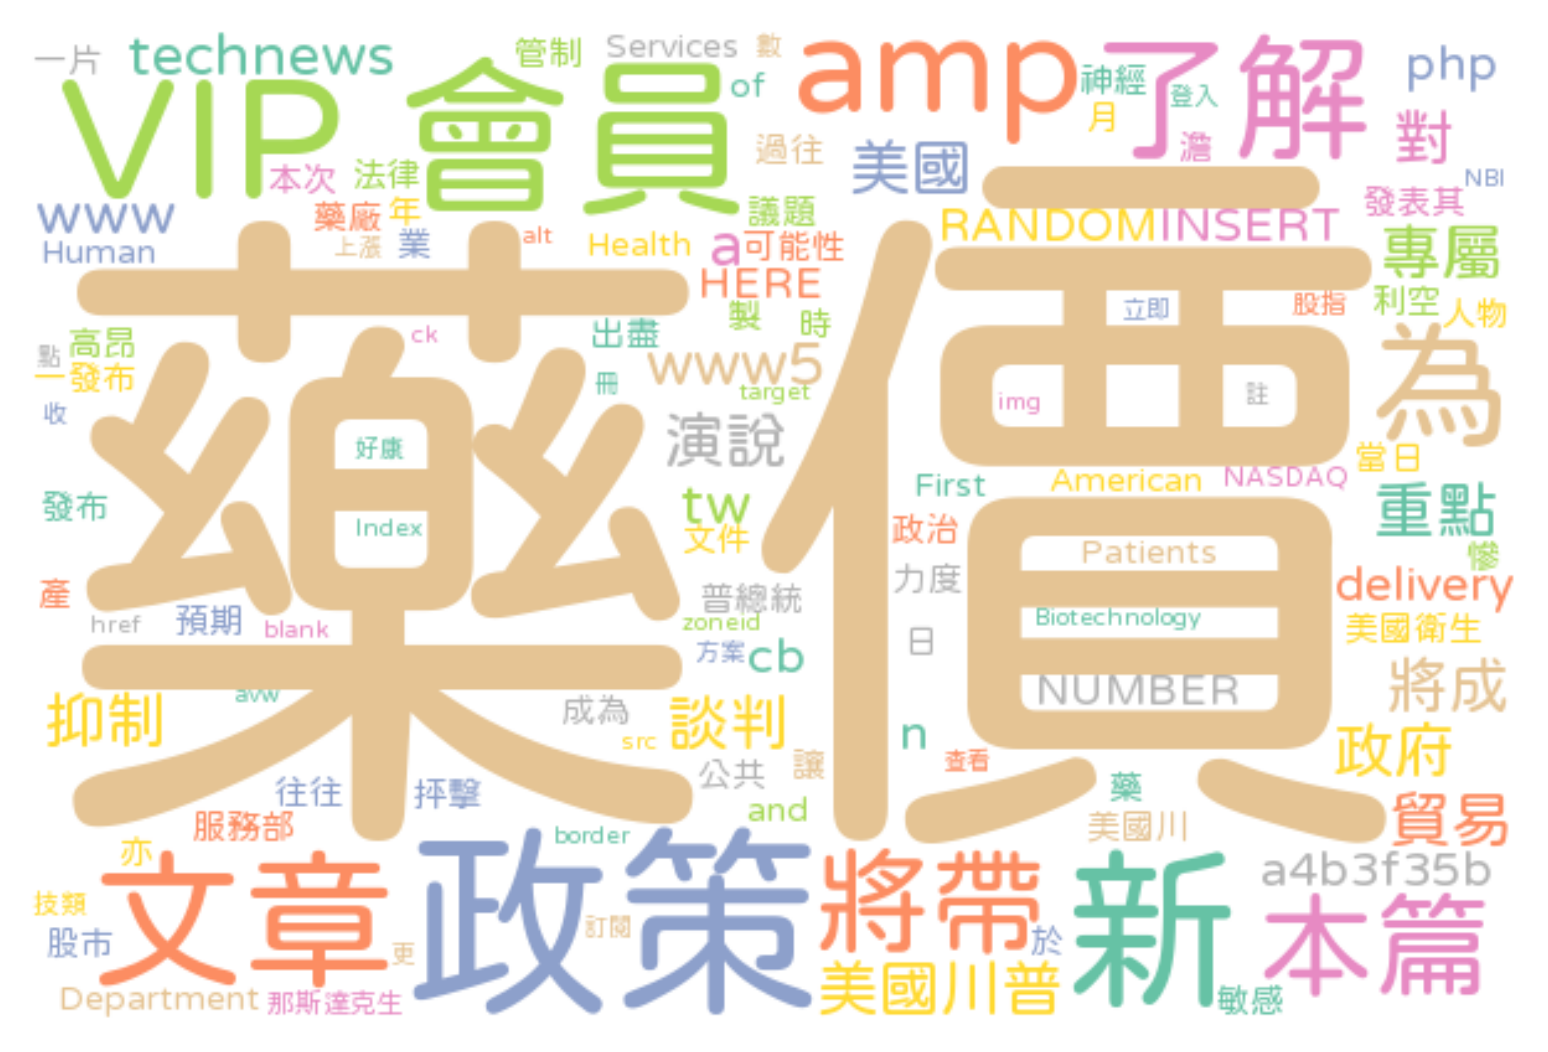 一片
technews
管制
Services
數
amp
了解
php
VIP 會員
of
神經
登入
月
對
本次
法律
過往
美國
澹
NBI
www
藥廠
年
議題
發表其
Human
上漲
業
alt
Health
a
可能性
RANDOMINSERT
專屬
HERE
藥價
製
時
立即
股指
利空
人物
高昂
點
ck
出盡
www5
為
一發布
冊
target
img
註
收
好康
演說
當日
發布
tw
First
American
NASDAQ
重點
Index
文件
政治
Patients
慘
產
普總統
力度
delivery
href
預期
blank
zoneid
Biotechnology
美國衛生
方案
cb
日
將成
抑制
avw
成為
談判
NUMBER
src
n
政府
往往
抨擊
公共
讓
查看
藥
服務部
and
美國川
貿易
亦
border
文章
政策
將帶
新
a4b3f35b
技類
股市
訂閱
更
於
本篇
Department
那斯達克生
美國川普
敏感